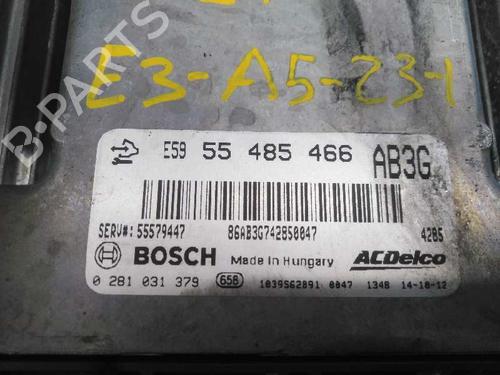 B-PARTS
E3-A5-23-1
E59 55 485 466 AB3G
SERV#: 55579447 86AB3G742850047 4285
BOSCH Made in Hungary ACDelco
0 281 031 379 658 1039S62891 0047 1348 14-10-12